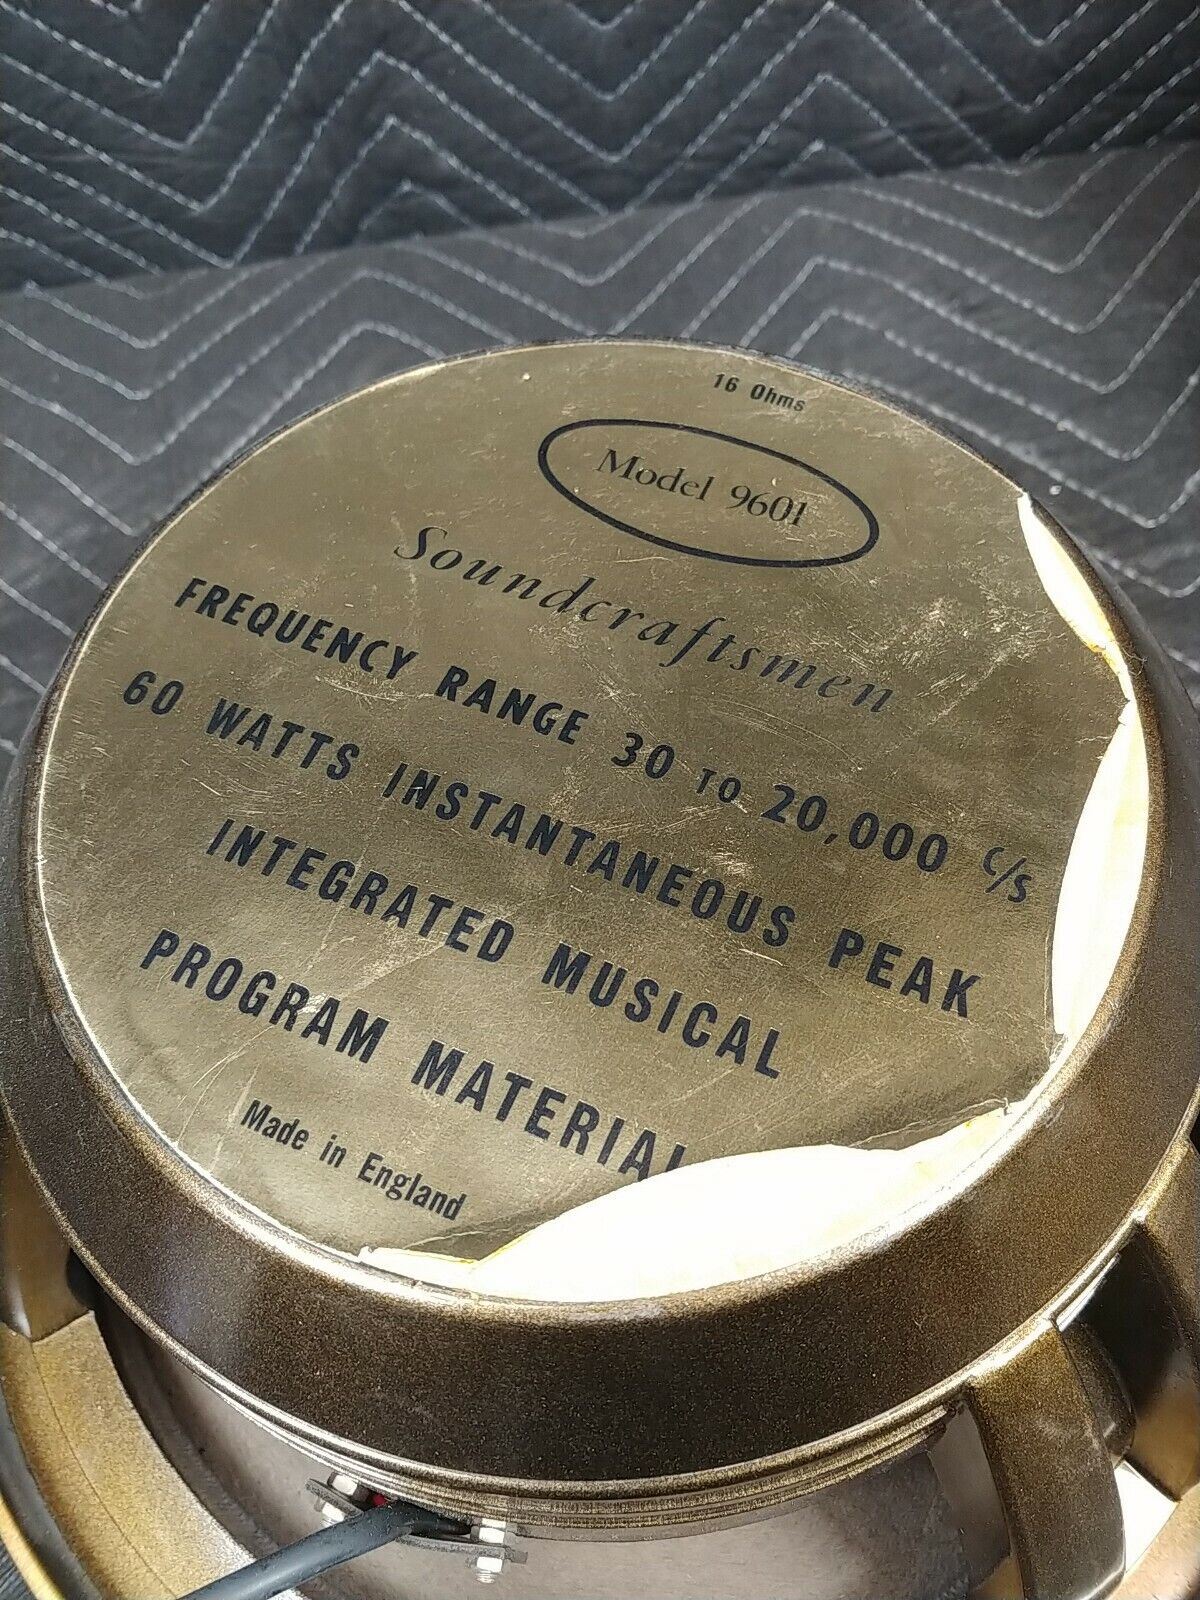 16 Ohms
Model 9601
Soundcraftsmen
FREQUENCY RANGE 30 TO 20,000 C/S
60 WATTS INSTANTANEOUS PEAK
INTEGRATED MUSICAL
PROGRAM MATERIAL
Made in England